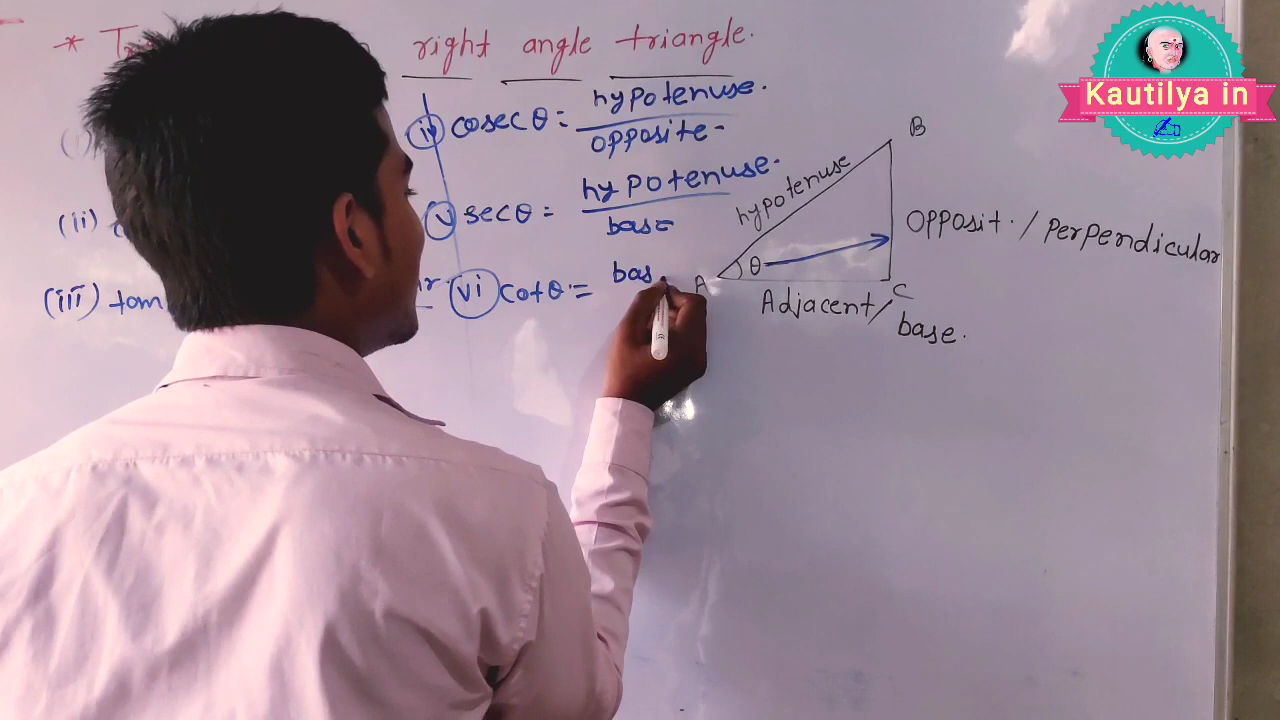 * right angle triangle.
(iv) cosec θ = hypotenuse.
opposite -
(ii)
(v) sec θ = hypotenuse.
base
(iii) tan
(vi) cot θ = bas
hypotenuse
θ
A
B
C
Opposit. / Perpendicular
Adjacent/
base.
Kautilya in